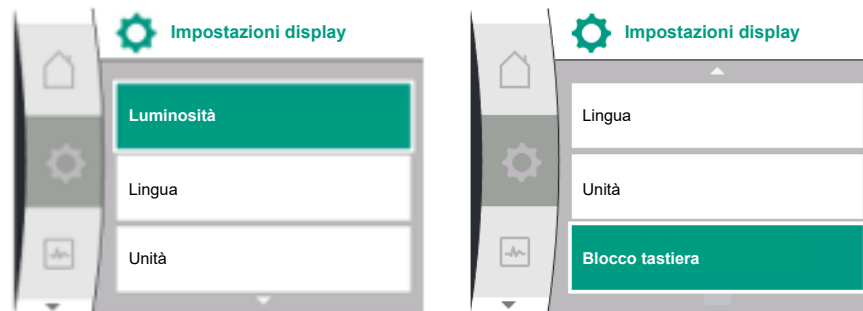 Impostazioni display
Luminosità
Lingua
Unità
Impostazioni display
Lingua
Unità
Blocco tastiera